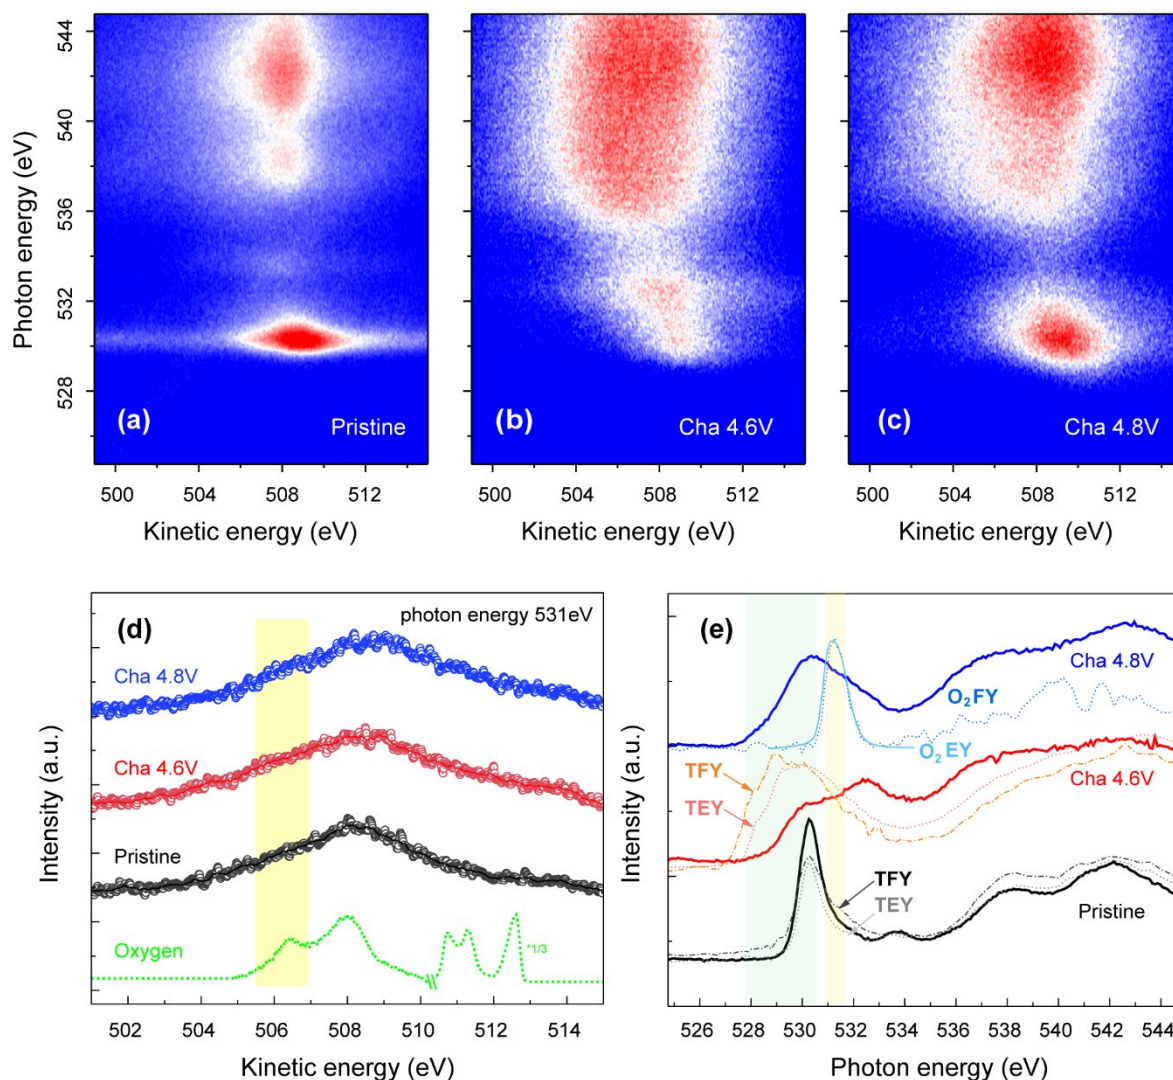 Photon energy (eV)
544
540
536
532
528
(a)
Pristine
500
504
508
512
Kinetic energy (eV)
(b)
Cha 4.6V
500
504
508
512
Kinetic energy (eV)
(c)
Cha 4.8V
500
504
508
512
Kinetic energy (eV)
(d)
photon energy 531eV
Cha 4.8V
Cha 4.6V
Pristine
Oxygen
*1/3
Intensity (a.u.)
502
504
506
508
510
512
514
Kinetic energy (eV)
(e)
Cha 4.8V
O₂ FY
O₂ EY
TFY
TEY
Cha 4.6V
TFY
TEY
Pristine
Intensity (a.u.)
526
528
530
532
534
536
538
540
542
544
Photon energy (eV)